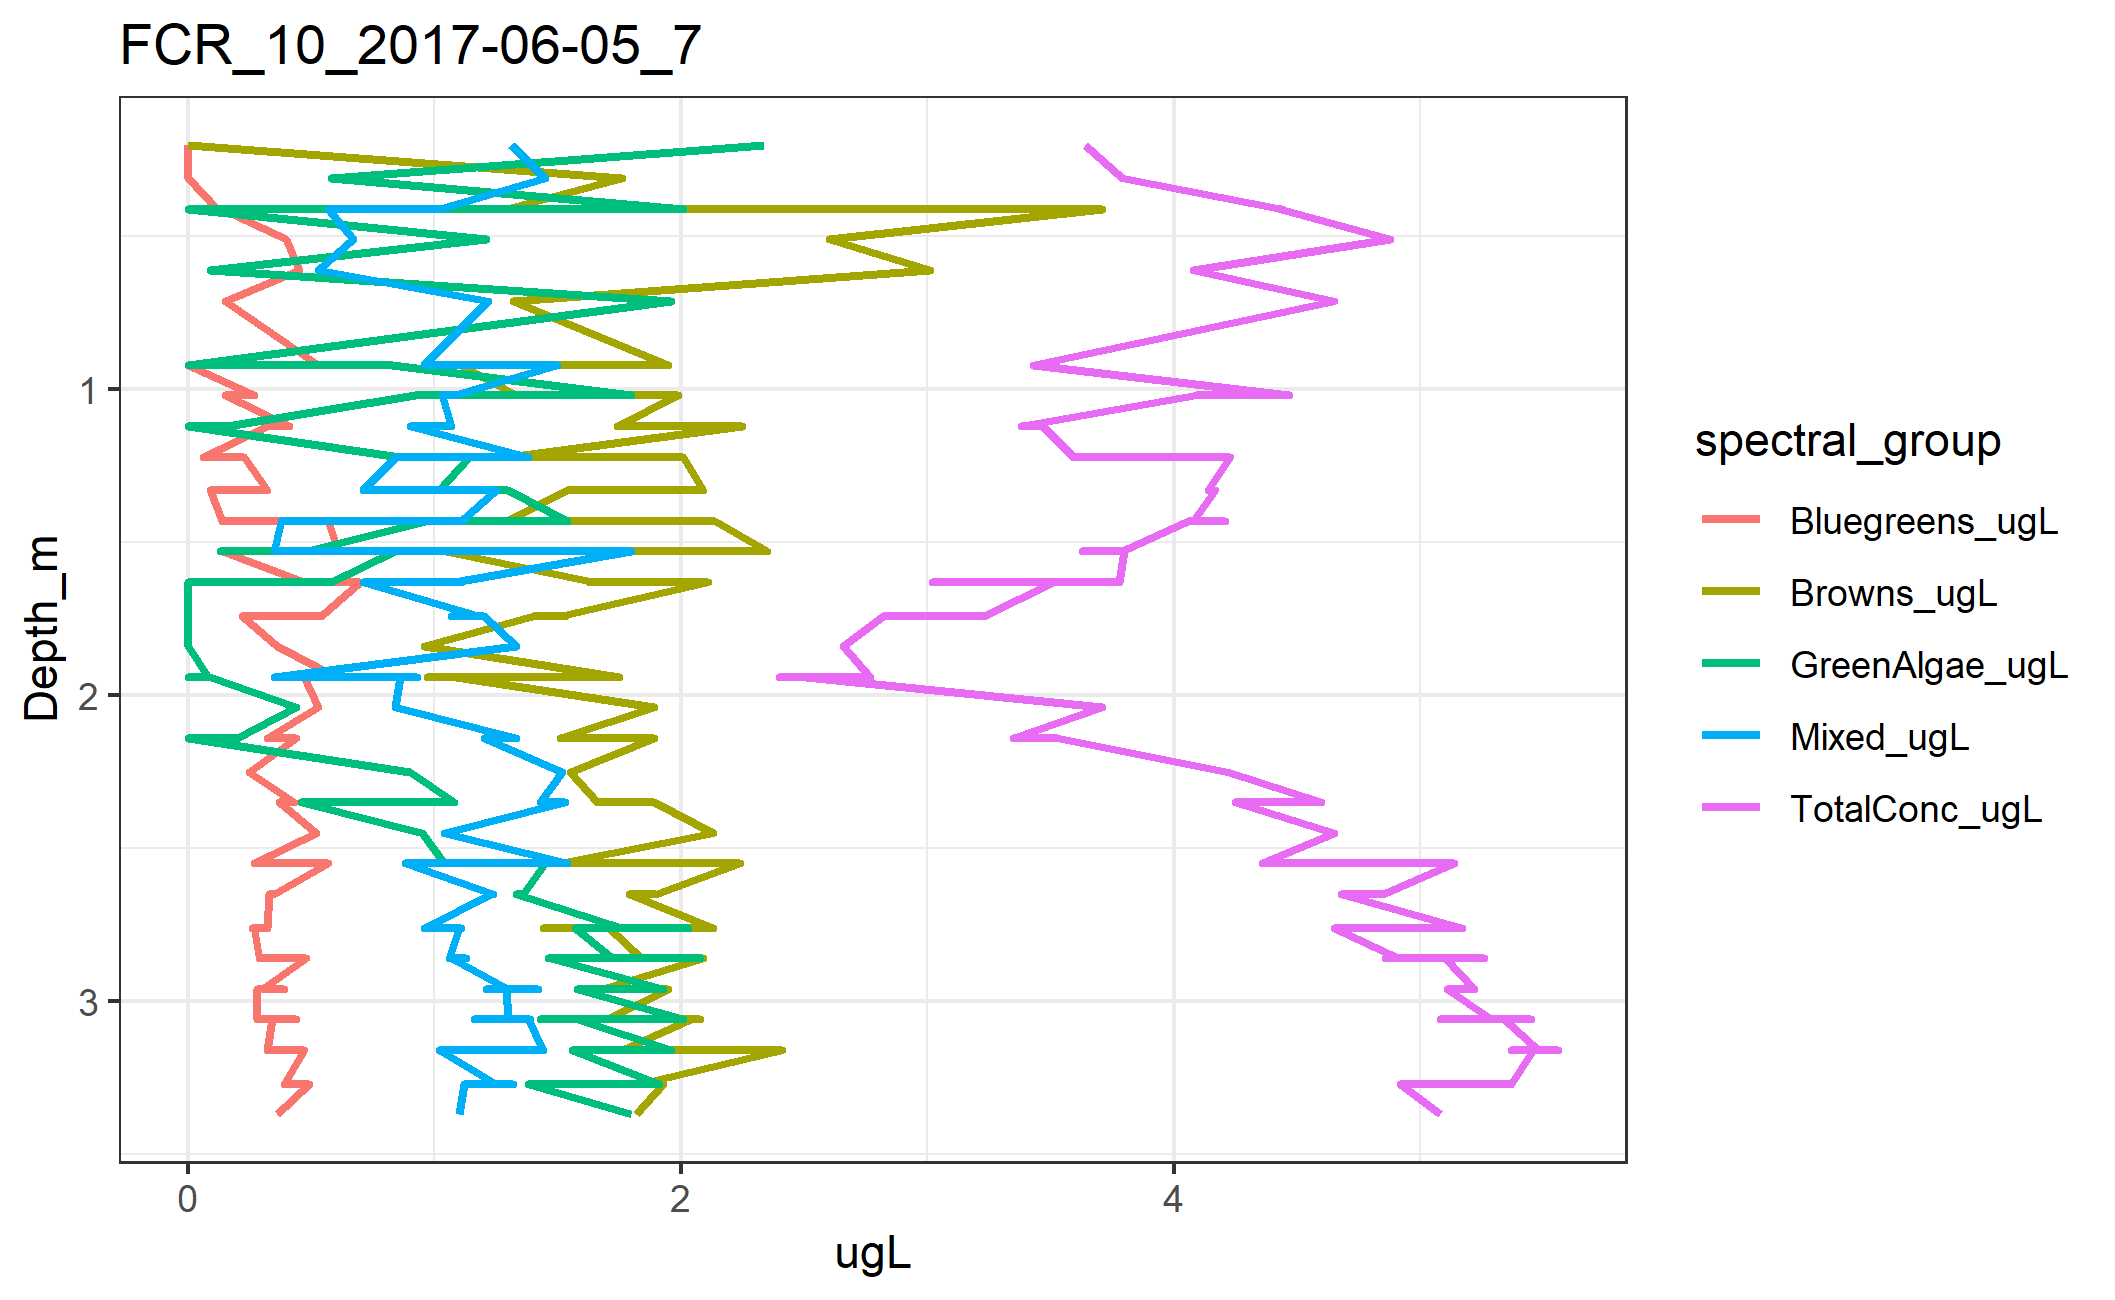 FCR_10_2017-06-05_7
Depth_m
1
2
3
0
2
4
ugL
spectral_group
Bluegreens_ugL
Browns_ugL
GreenAlgae_ugL
Mixed_ugL
TotalConc_ugL